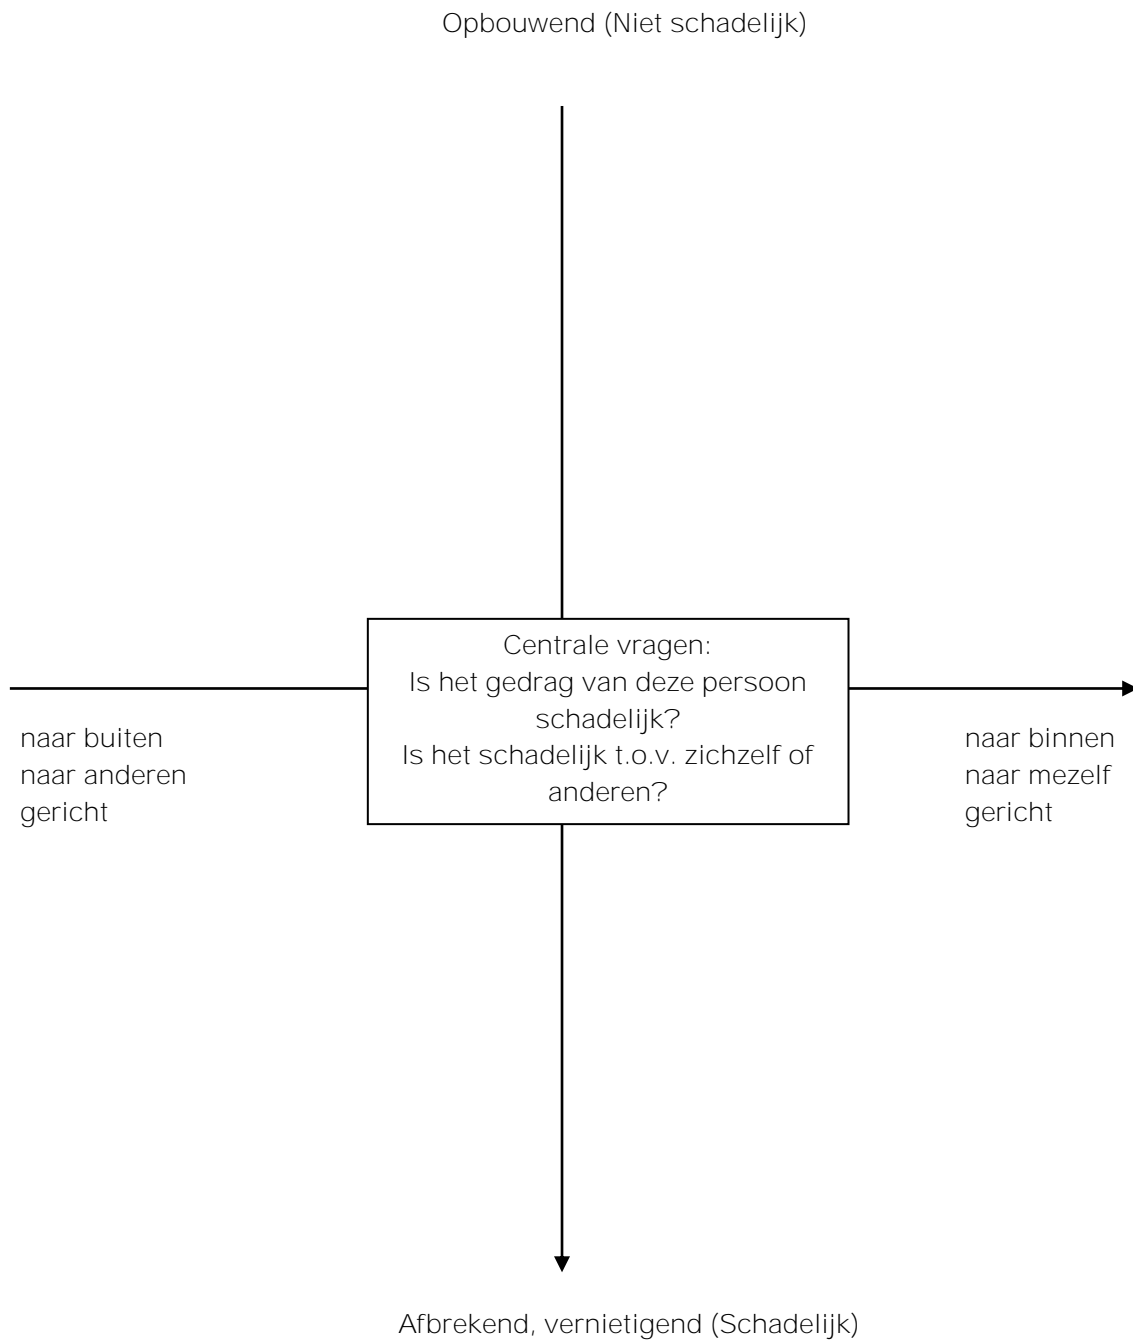 Opbouwend (Niet schadelijk)
Centrale vragen:
Is het gedrag van deze persoon
schadelijk?
Is het schadelijk t.o.v. zichzelf of
anderen?
naar buiten
naar anderen
gericht
naar binnen
naar mezelf
gericht
Afbrekend, vernietigend (Schadelijk)